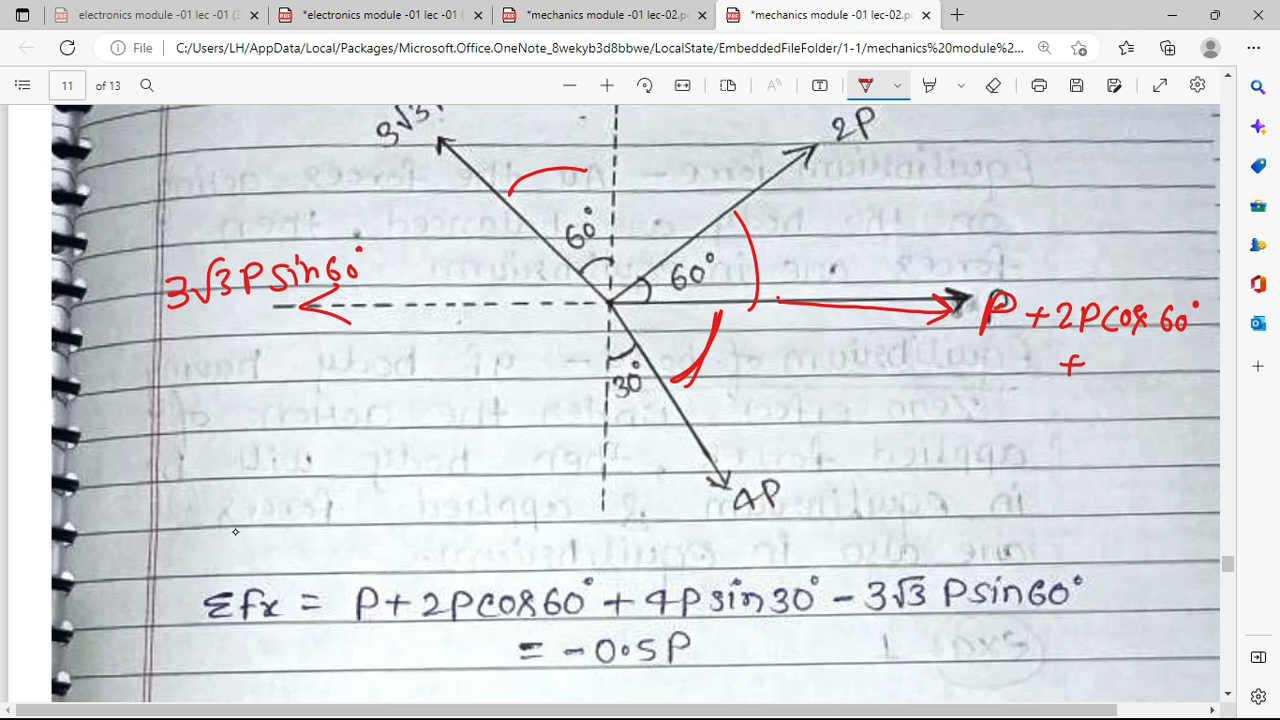 electronics module -01 lec -01 (
*electronics module -01 lec -01 (
*mechanics module -01 lec-02.pc
*mechanics module -01 lec-02.pc
File
C:/Users/LH/AppData/Local/Packages/Microsoft.Office.OneNote_8wekyb3d8bbwe/LocalState/EmbeddedFileFolder/1-1/mechanics%20module%2...
11 of 13
3√3
2P
60°
60°
3√3 P sin 60°
P + 2P cos 60°
+
30°
4P
Σfx = P + 2P cos 60° + 4P sin 30° - 3√3 P sin 60°
= -0.5P